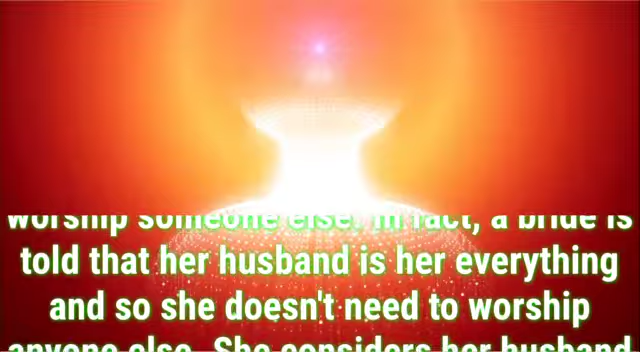 worship someone else. In fact, a bride is
told that her husband is her everything
and so she doesn't need to worship
anyone else. She considers her husband